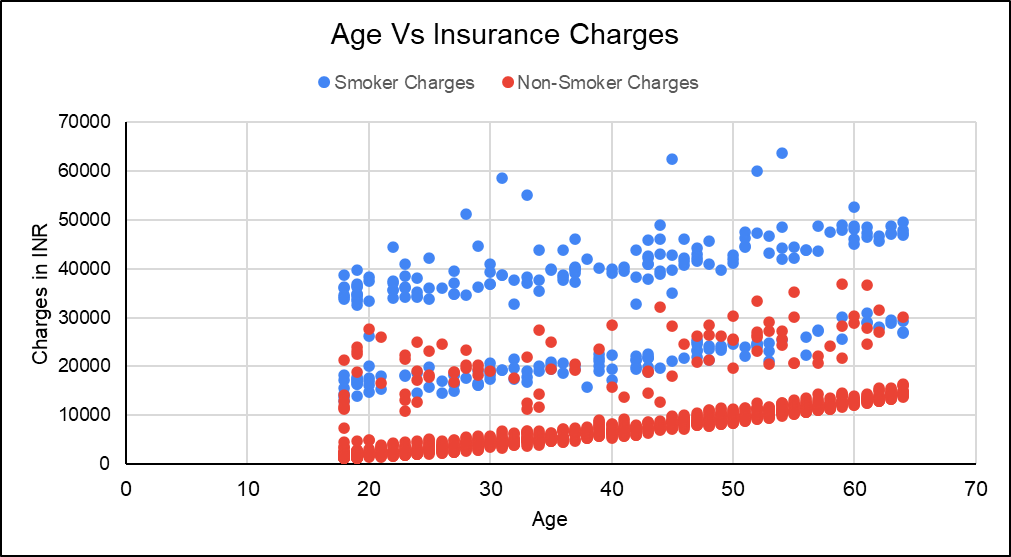 Age Vs Insurance Charges
Smoker Charges Non-Smoker Charges
70000
60000
50000
40000
30000
20000
10000
0
Charges in INR
0 10 20 30 40 50 60 70
Age